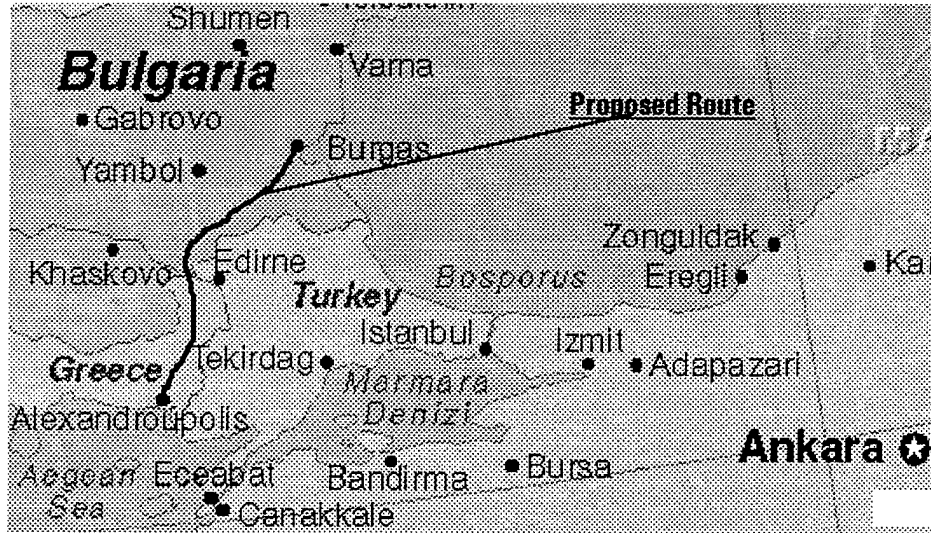 Shumen
Bulgaria
Varna
Proposed Route
Gabrovo
Burgas
Yambol
Zonguldak
Khaskovo
Edirne
Bosporus
Eregli
Turkey
Istanbul
Izmit
Greece
Tekirdag
Adapazari
Marmara
Denizi
Alexandroupolis
Ankara
Aegean
Sea
Eceabat
Bandirma
Bursa
Canakkale